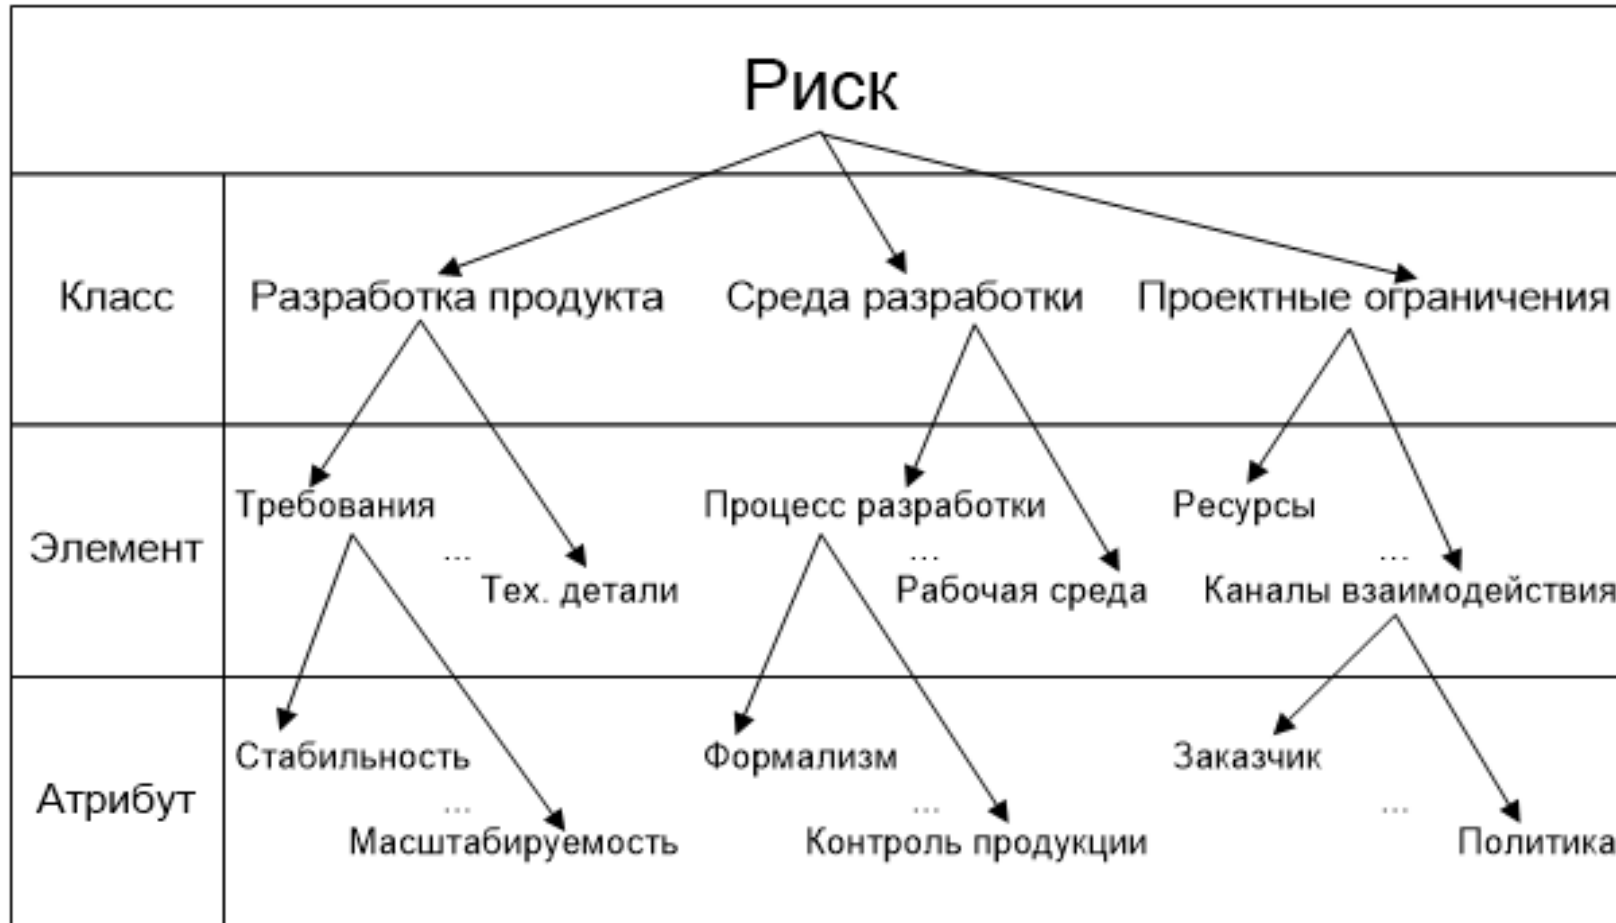 Риск
Класс
Разработка продукта
Среда разработки
Проектные ограничения
Элемент
Требования
...
Тех. детали
Процесс разработки
...
Рабочая среда
Ресурсы
...
Каналы взаимодействия
Атрибут
Стабильность
...
Масштабируемость
Формализм
...
Контроль продукции
Заказчик
...
Политика